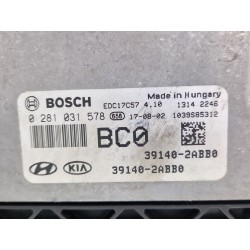 BOSCH EDC17C57 4.10 Made in Hungary 1314 2246
0 281 031 578 656 17-08-02 1039S85312
BC0
39140-2ABB0
KIA 39140-2ABB0